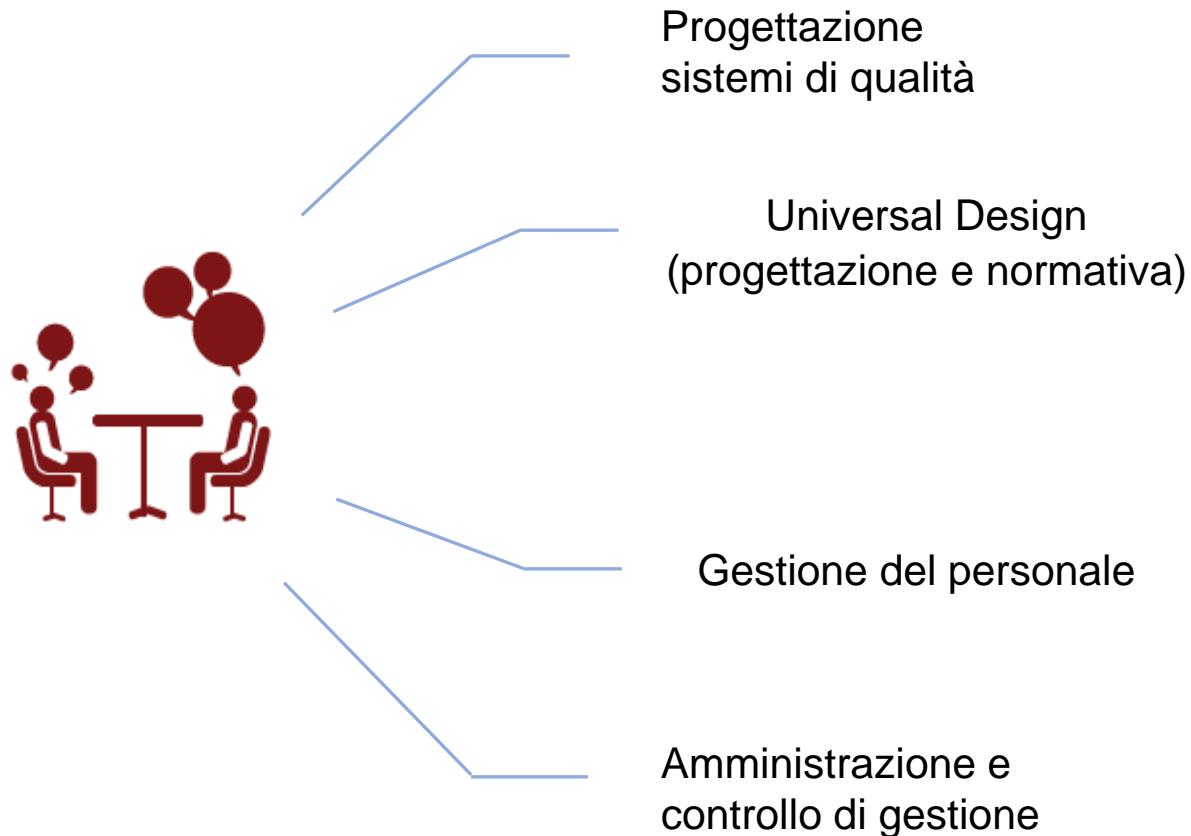 Progettazione
sistemi di qualità
Universal Design
(progettazione e normativa)
Gestione del personale
Amministrazione e
controllo di gestione